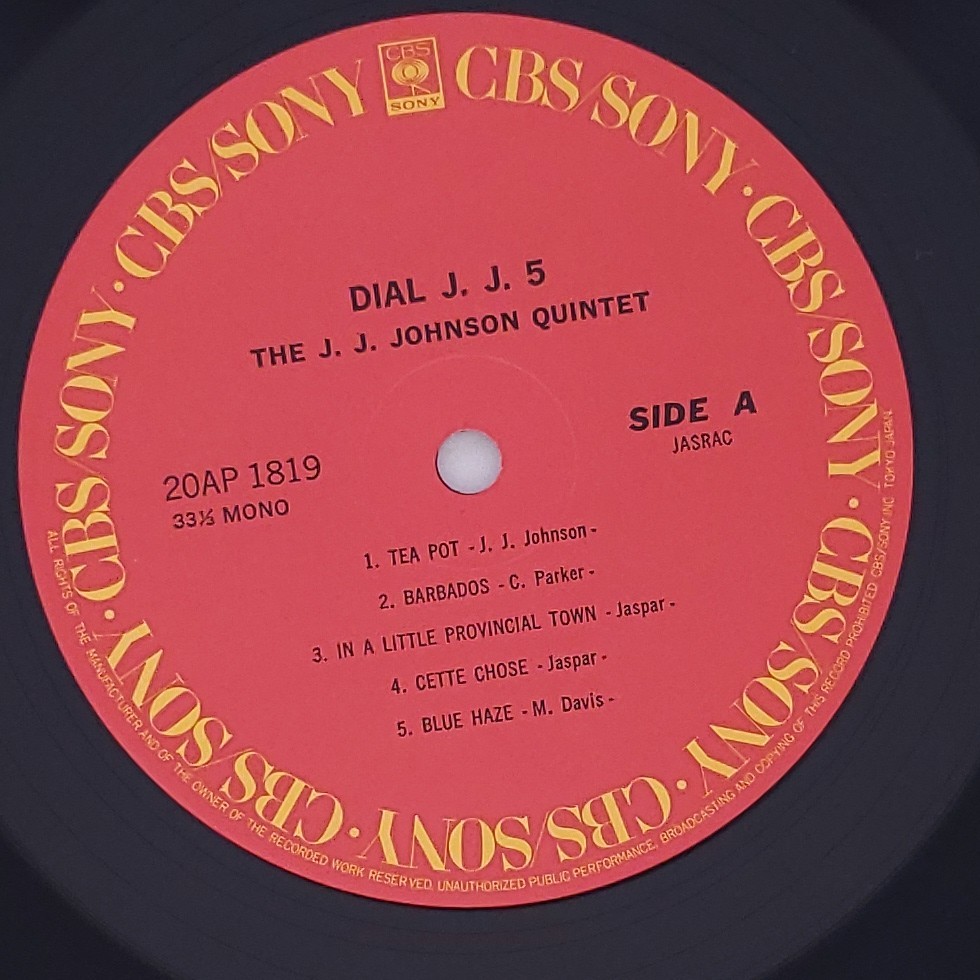 CBS
SONY
CBS/SONY · CBS/SONY · CBS/SONY · CBS/SONY · CBS/SONY · CBS/SONY · CBS/SONY · CBS/SONY
DIAL J. J. 5
THE J. J. JOHNSON QUINTET
SIDE A
JASRAC
20AP 1819
33⅓ MONO
1. TEA POT -J. J. Johnson-
2. BARBADOS -C. Parker-
3. IN A LITTLE PROVINCIAL TOWN -Jaspar-
4. CETTE CHOSE -Jaspar-
5. BLUE HAZE -M. Davis-
ALL RIGHTS OF THE MANUFACTURER AND OF THE OWNER OF THE RECORDED WORK RESERVED. UNAUTHORIZED PUBLIC PERFORMANCE, BROADCASTING AND COPYING OF THIS RECORD PROHIBITED CBS/SONY INC. TOKYO JAPAN.